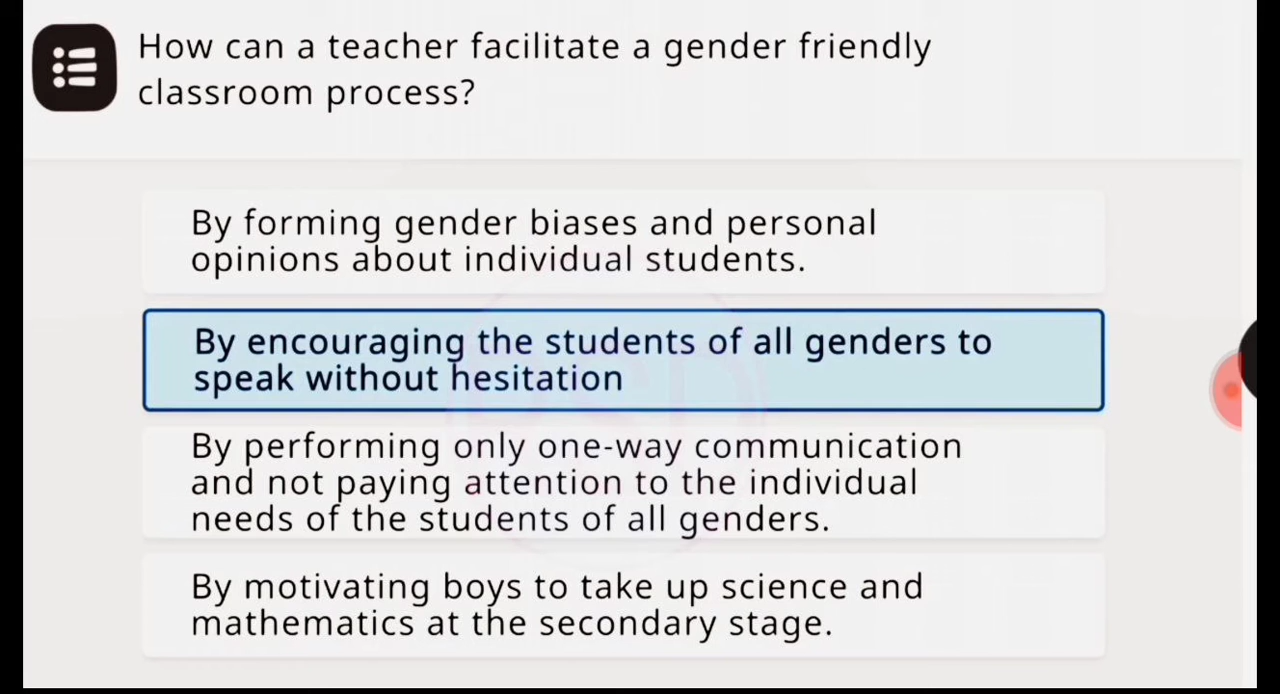 How can a teacher facilitate a gender friendly
classroom process?
By forming gender biases and personal
opinions about individual students.
By encouraging the students of all genders to
speak without hesitation
By performing only one-way communication
and not paying attention to the individual
needs of the students of all genders.
By motivating boys to take up science and
mathematics at the secondary stage.